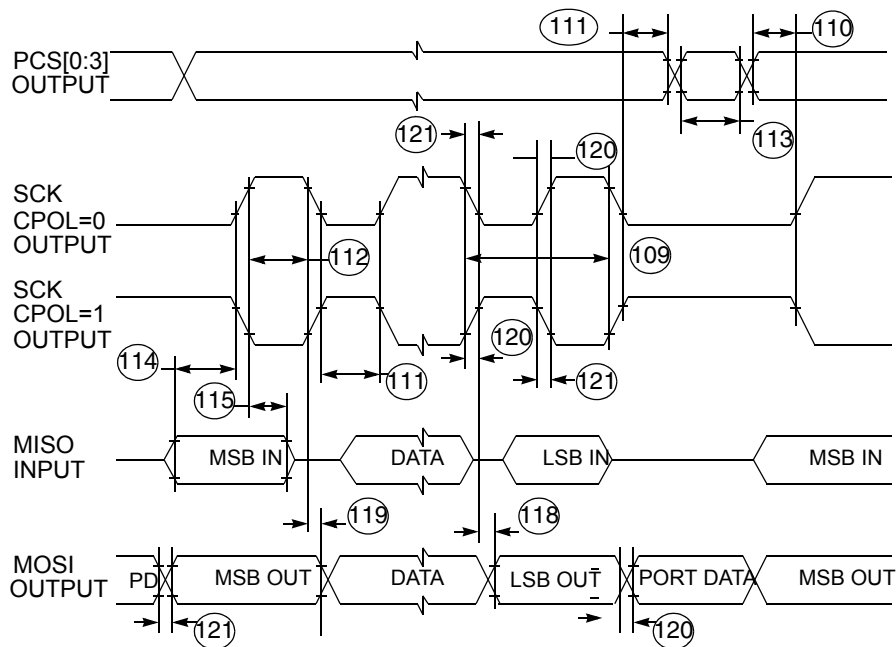 111
110
PCS[0:3]
OUTPUT
121
120
113
SCK
CPOL=0
OUTPUT
112
109
SCK
CPOL=1
OUTPUT
120
114
111
121
115
MISO
INPUT
MSB IN
DATA
LSB IN
MSB IN
119
118
MOSI
OUTPUT
PD
MSB OUT
DATA
LSB OUT
PORT DATA
MSB OUT
121
120